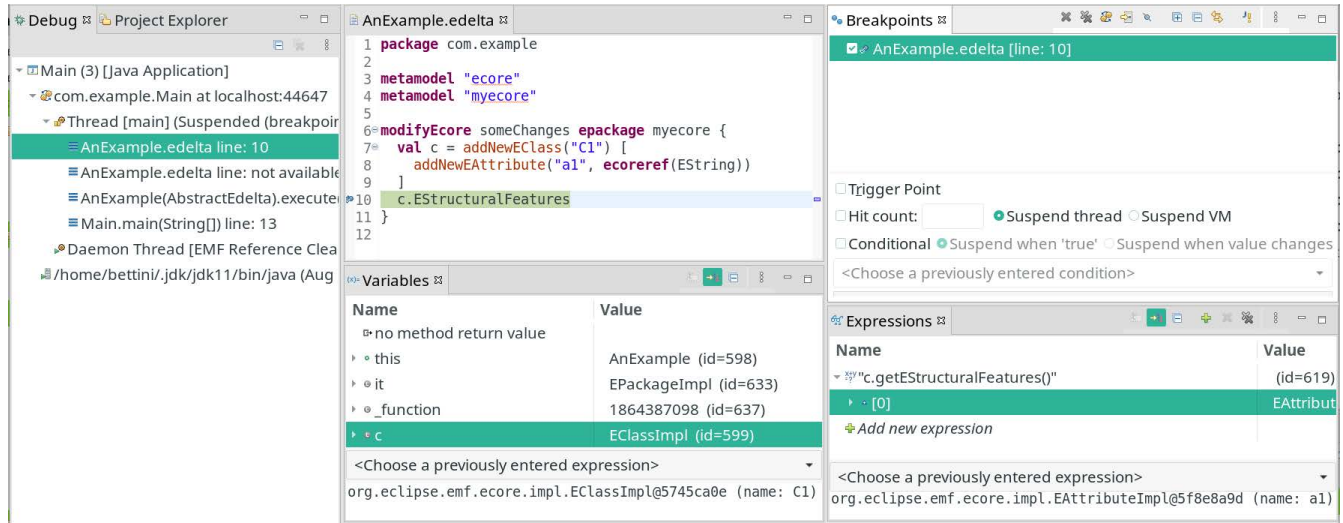 Debug
Project Explorer
Main (3) [Java Application]
com.example.Main at localhost:44647
Thread [main] (Suspended (breakpoin
AnExample.edelta line: 10
AnExample.edelta line: not available
AnExample(AbstractEdelta).execute(
Main.main(String[]) line: 13
Daemon Thread [EMF Reference Clea
/home/bettini/.jdk/jdk11/bin/java (Aug
AnExample.edelta
1 package com.example
2
3 metamodel "ecore"
4 metamodel "myecore"
5
6 modifyEcore someChanges epackage myecore {
7 val c = addNewEClass("C1") [
8 addNewEAttribute("a1", ecoreref(EString))
9 ]
10 c.EStructuralFeatures
11 }
12
Variables
Name Value
no method return value
this AnExample (id=598)
it EPackageImpl (id=633)
_function 1864387098 (id=637)
c EClassImpl (id=599)
<Choose a previously entered expression>
org.eclipse.emf.ecore.impl.EClassImpl@5745ca0e (name: C1)
Breakpoints
AnExample.edelta [line: 10]
Trigger Point
Hit count: Suspend thread Suspend VM
Conditional Suspend when 'true' Suspend when value changes
<Choose a previously entered condition>
Expressions
Name Value
"c.getEStructuralFeatures()" (id=619)
[0] EAttribut
Add new expression
<Choose a previously entered expression>
org.eclipse.emf.ecore.impl.EAttributeImpl@5f8e8a9d (name: a1)